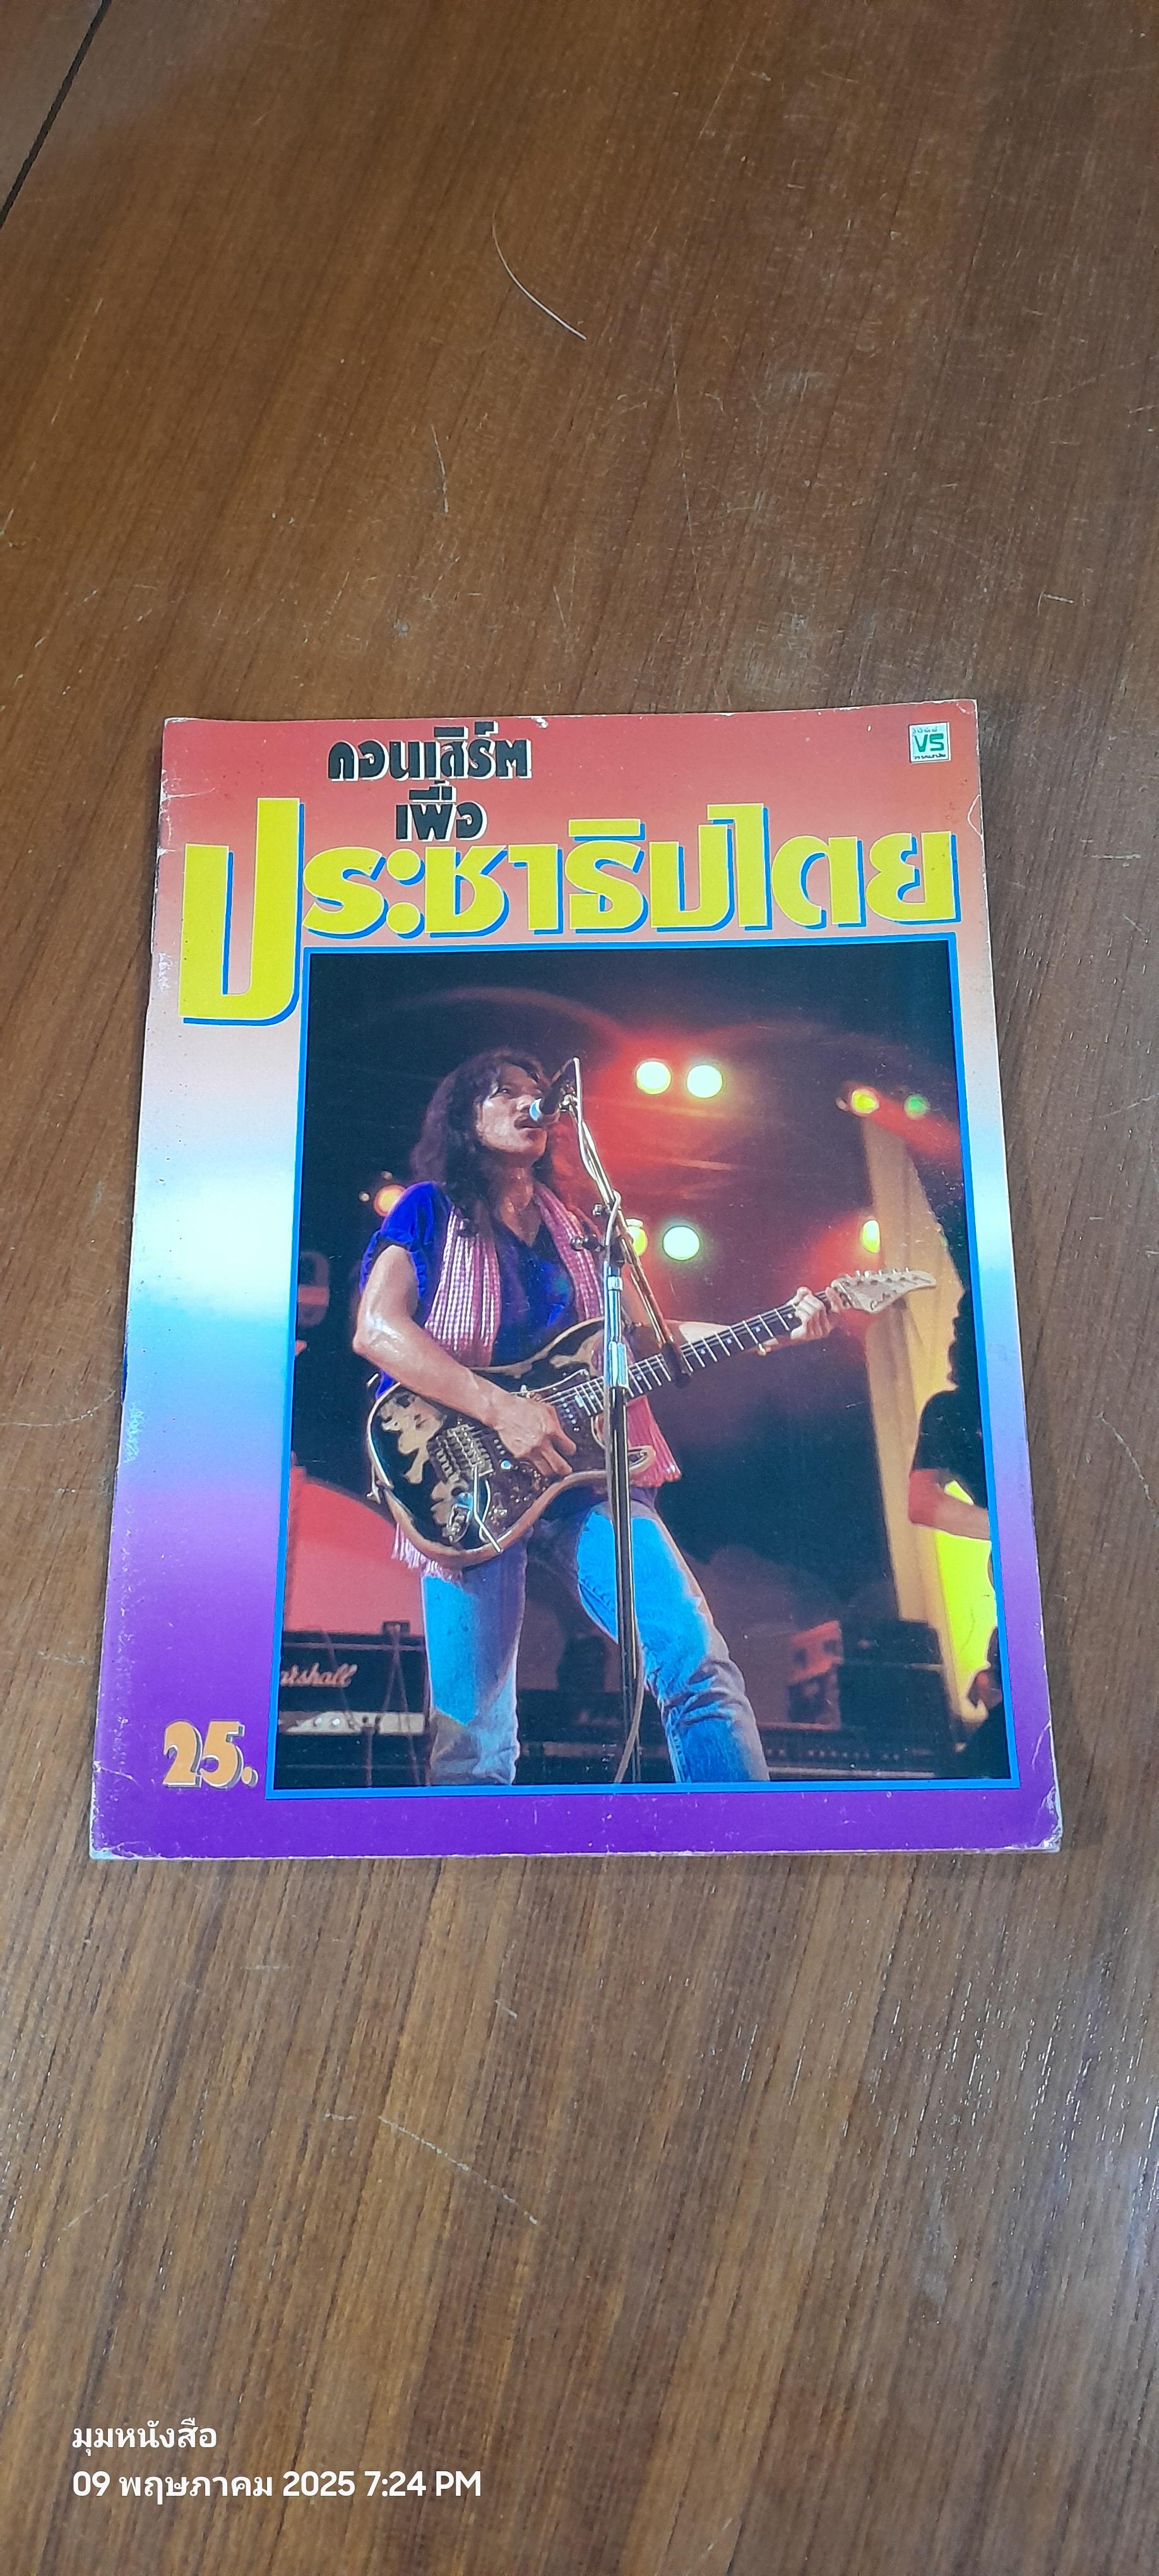 คอนเสิร์ต
เพื่อ
ประชาธิปไตย
VS
arshall
25.
มุมหนังสือ
09 พฤษภาคม 2025 7:24 PM